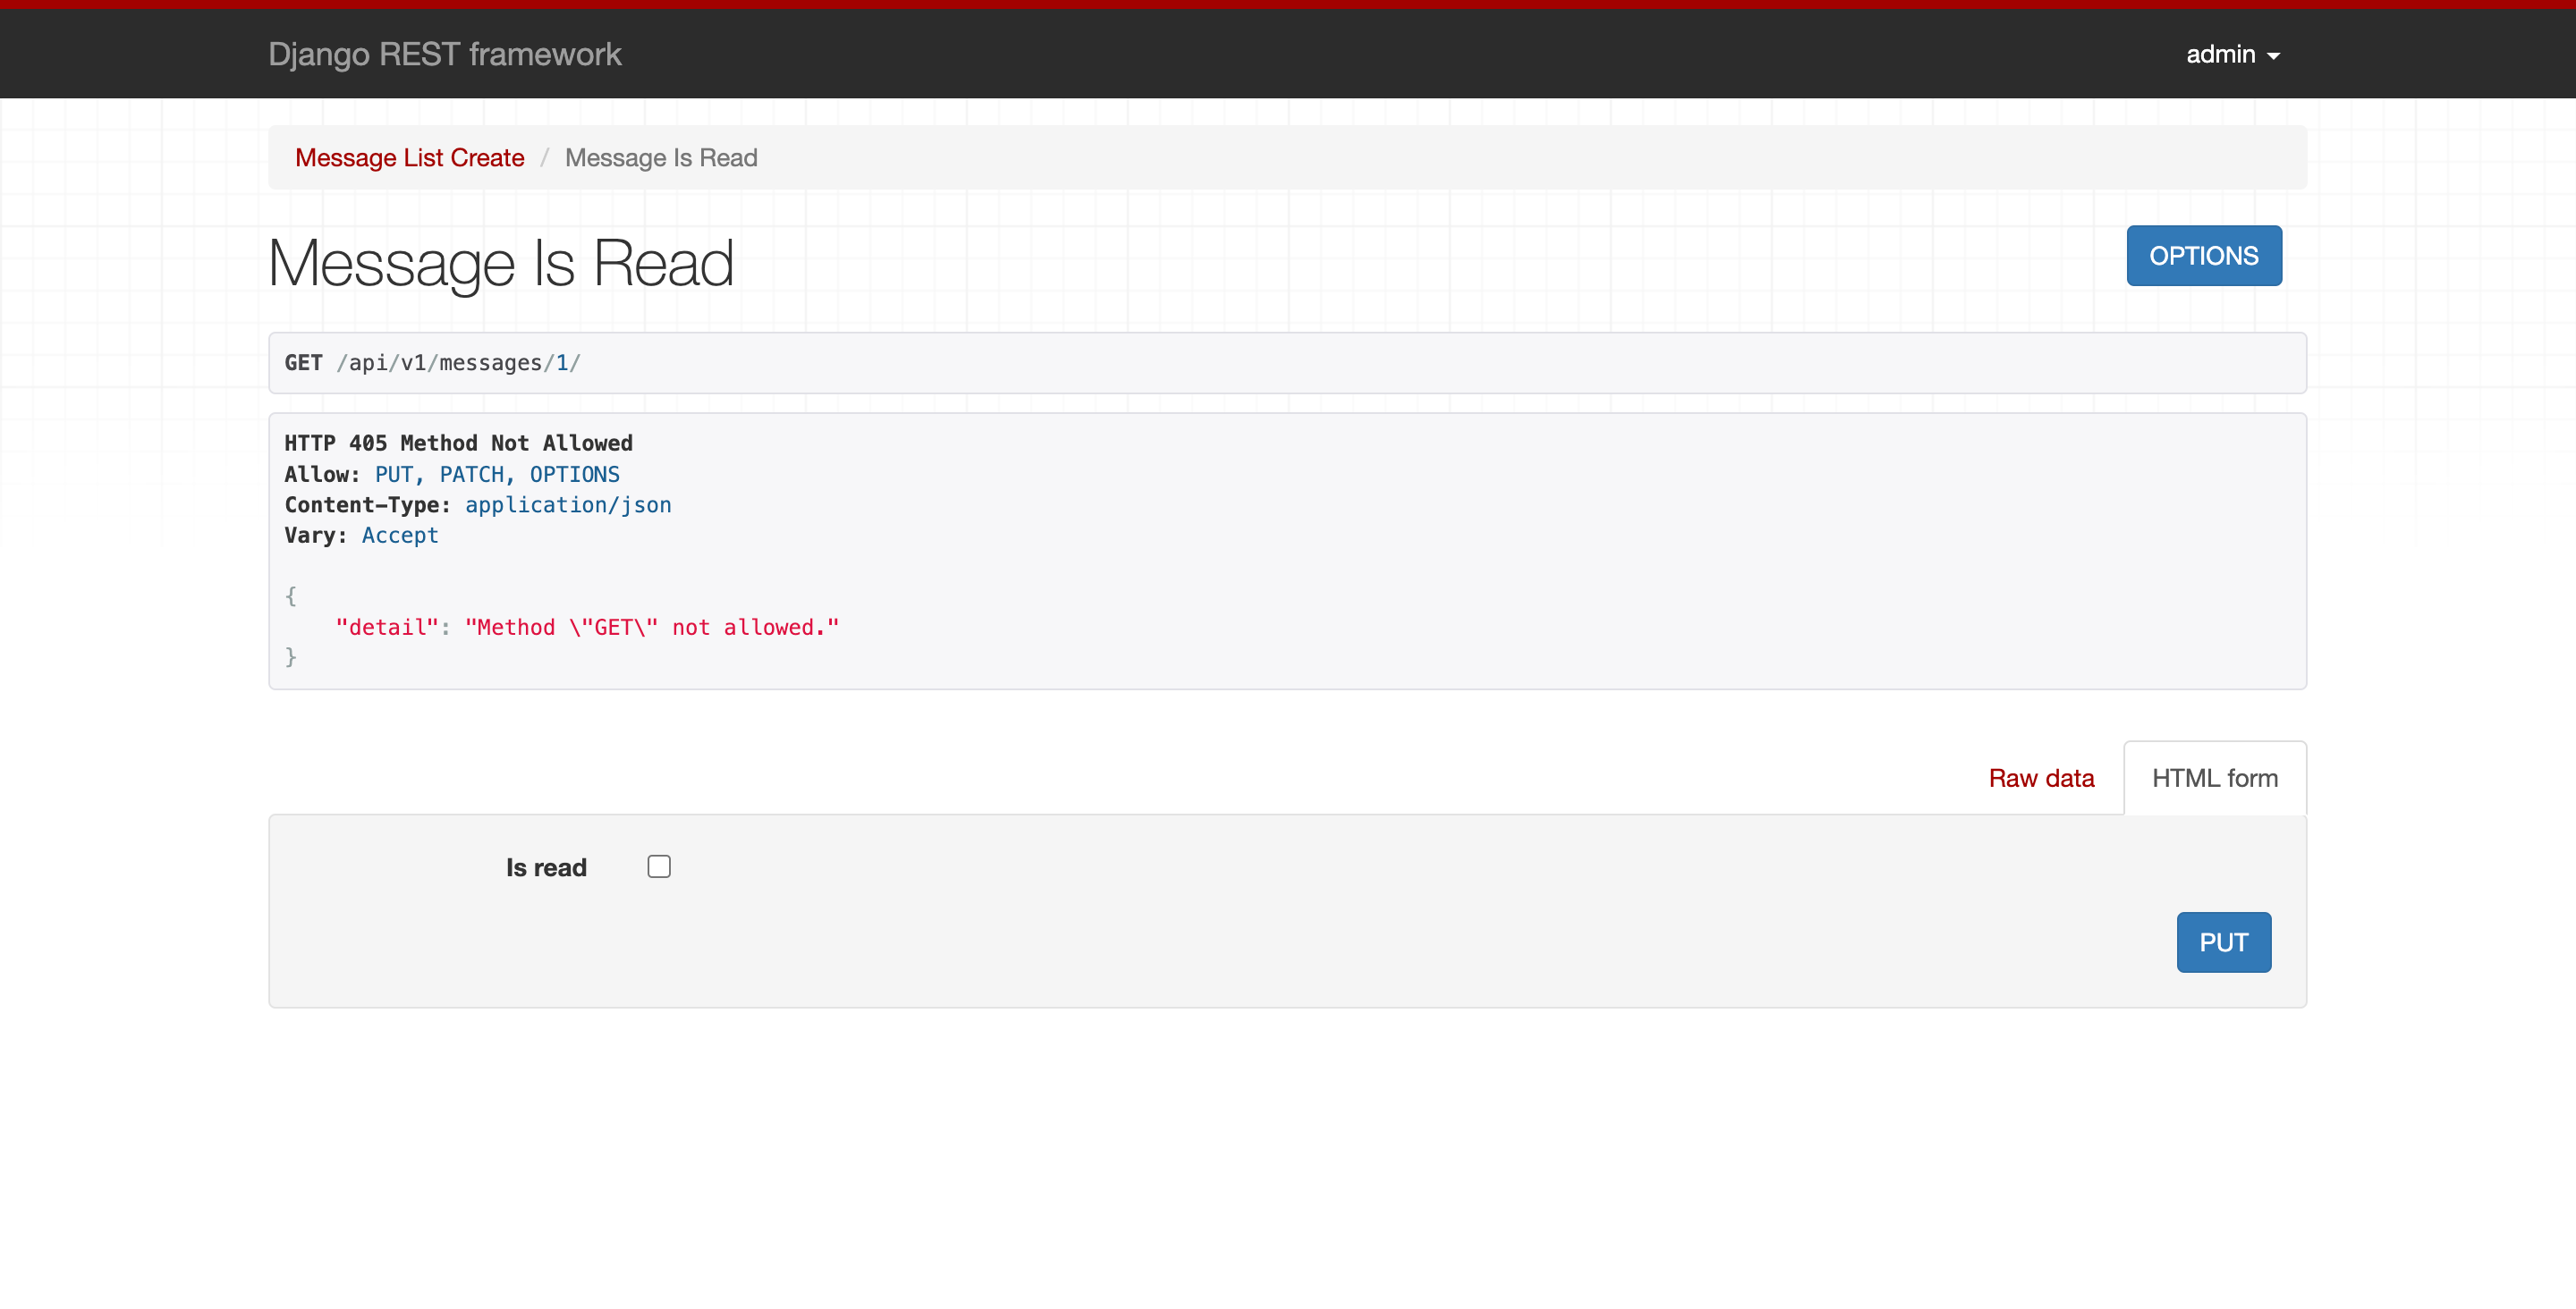 Django REST framework
admin
Message List Create / Message Is Read
Message Is Read
OPTIONS
GET /api/v1/messages/1/
HTTP 405 Method Not Allowed
Allow: PUT, PATCH, OPTIONS
Content-Type: application/json
Vary: Accept
{
    "detail": "Method \"GET\" not allowed."
}
Raw data
HTML form
Is read
PUT